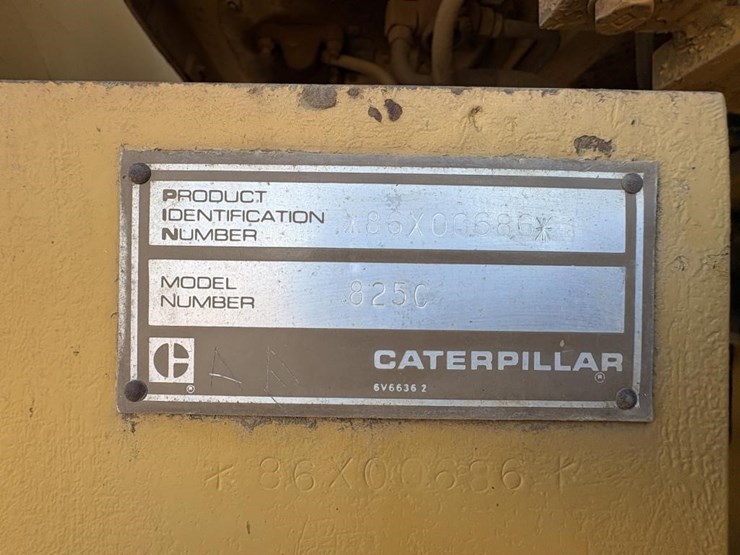 PRODUCT
IDENTIFICATION
NUMBER
*86X00686*
MODEL
NUMBER
825C
C
®
CATERPILLAR
®
6V6636 2
*86X00686*